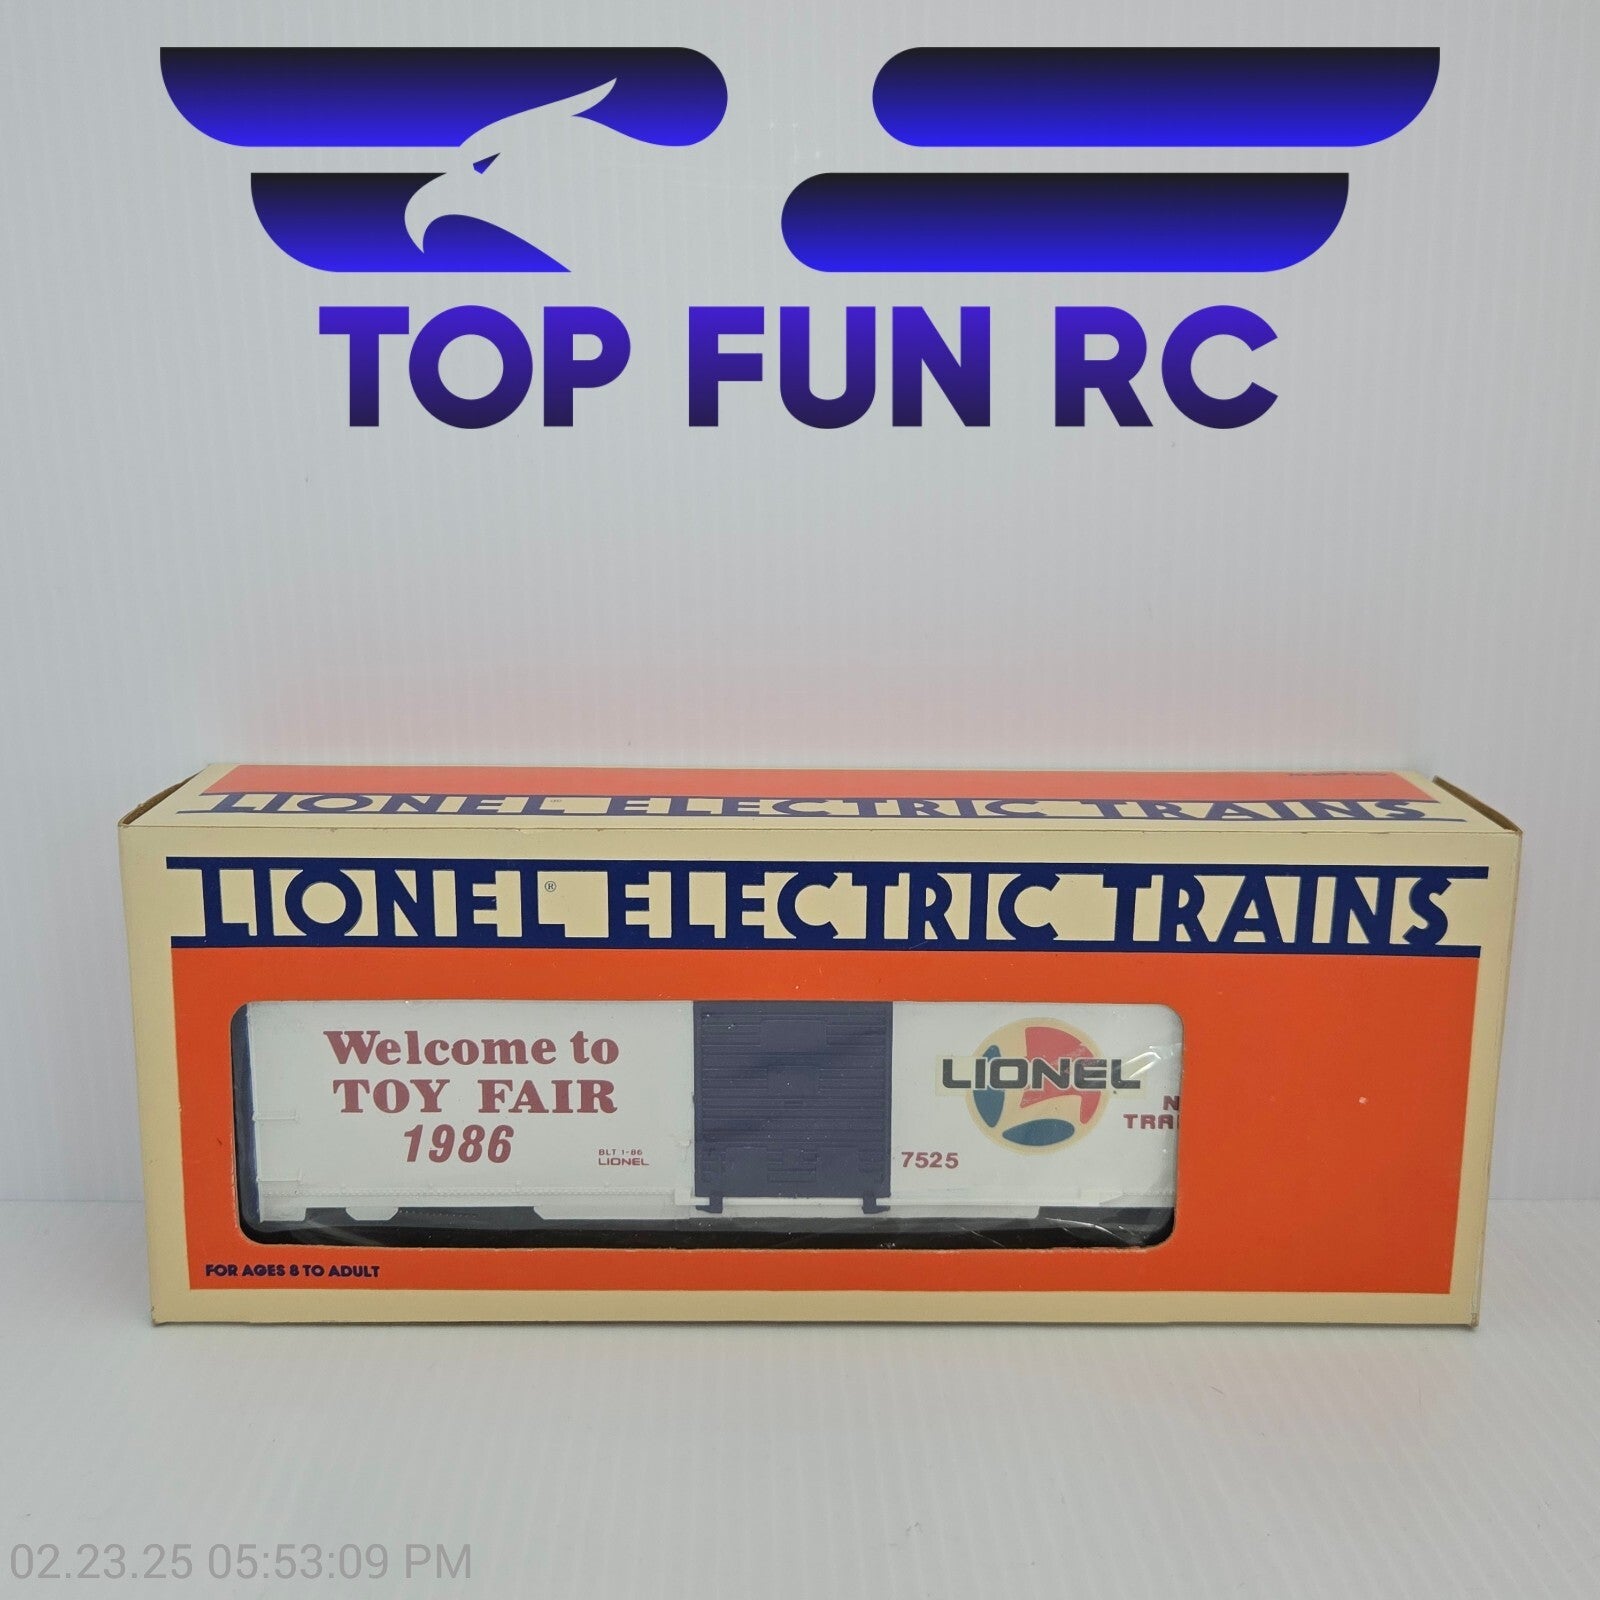 TOP FUN RC
LIONEL® ELECTRIC TRAINS
LIONEL® ELECTRIC TRAINS
Welcome to
TOY FAIR
1986
BLT 1-86
LIONEL
7525
LIONEL
N
TRAI
FOR AGES 8 TO ADULT
02.23.25 05:53:09 PM